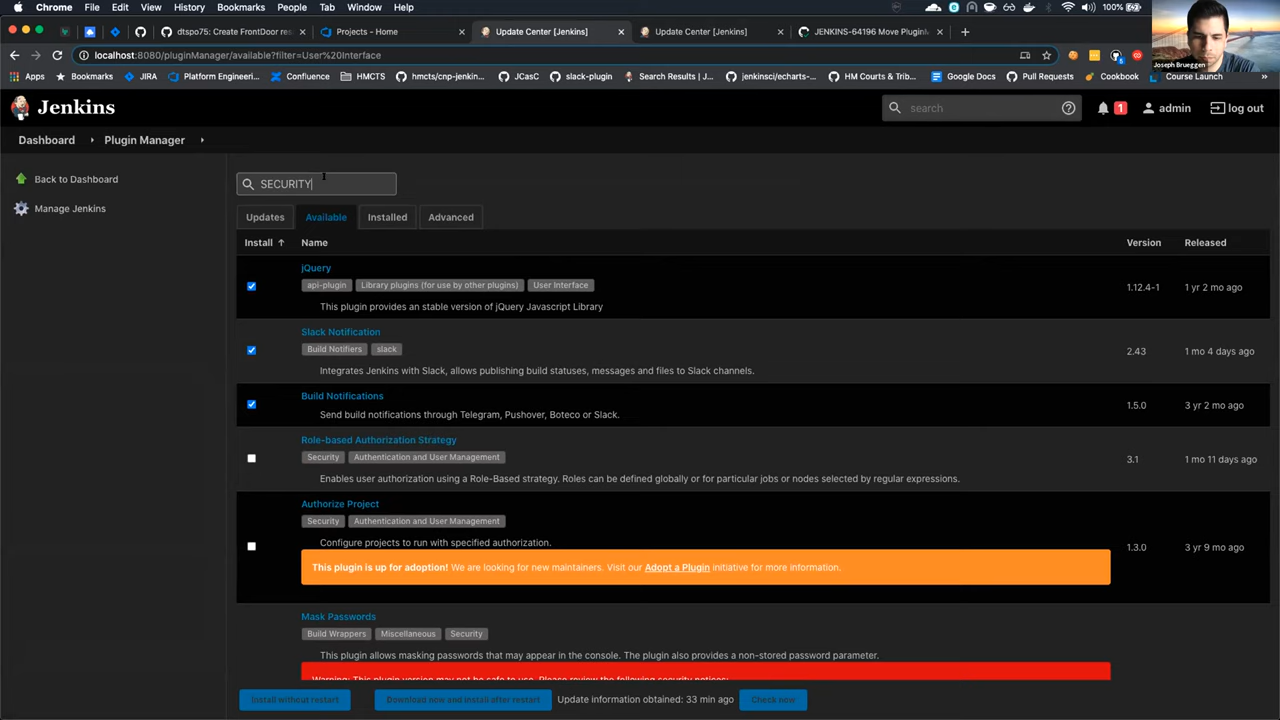 Chrome File Edit View History Bookmarks People Tab Window Help
100%
dtspo75: Create FrontDoor res
Projects - Home
Update Center [Jenkins]
Update Center [Jenkins]
JENKINS-64196 Move Plugin
localhost:8080/pluginManager/available?filter=User%20Interface
Joseph Brueggen
Apps Bookmarks JIRA Platform Engineeri... Confluence HMCTS hmcts/cnp-jenkin... JCasC slack-plugin Search Results | J... jenkinsci/echarts-... HM Courts & Trib... Google Docs Pull Requests Cookbook Course Launch
Jenkins
search
1
admin
log out
Dashboard
Plugin Manager
Back to Dashboard
Manage Jenkins
SECURITY
Updates Available Installed Advanced
Install ↑ Name Version Released
jQuery
api-plugin Library plugins (for use by other plugins) User Interface
This plugin provides an stable version of jQuery Javascript Library
1.12.4-1 1 yr 2 mo ago
Slack Notification
Build Notifiers slack
Integrates Jenkins with Slack, allows publishing build statuses, messages and files to Slack channels.
2.43 1 mo 4 days ago
Build Notifications
Send build notifications through Telegram, Pushover, Boteco or Slack.
1.5.0 3 yr 2 mo ago
Role-based Authorization Strategy
Security Authentication and User Management
Enables user authorization using a Role-Based strategy. Roles can be defined globally or for particular jobs or nodes selected by regular expressions.
3.1 1 mo 11 days ago
Authorize Project
Security Authentication and User Management
Configure projects to run with specified authorization.
This plugin is up for adoption! We are looking for new maintainers. Visit our Adopt a Plugin initiative for more information.
1.3.0 3 yr 9 mo ago
Mask Passwords
Build Wrappers Miscellaneous Security
This plugin allows masking passwords that may appear in the console. The plugin also provides a non-stored password parameter.
Warning: This plugin version may not be safe to use. Please review the following security notices:
Install without restart Download now and install after restart Update information obtained: 33 min ago Check now